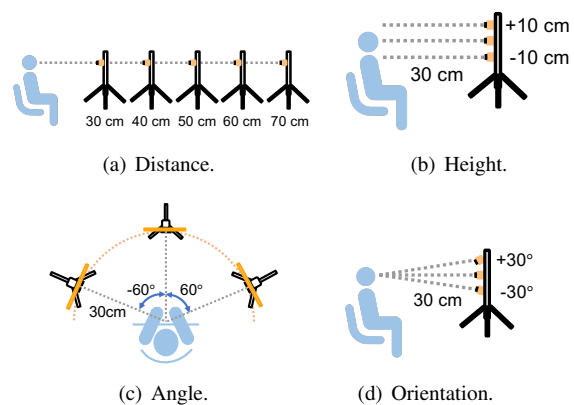 30 cm 40 cm 50 cm 60 cm 70 cm
(a) Distance.
+10 cm
-10 cm
30 cm
(b) Height.
-60° 60°
30cm
(c) Angle.
+30°
30 cm
-30°
(d) Orientation.